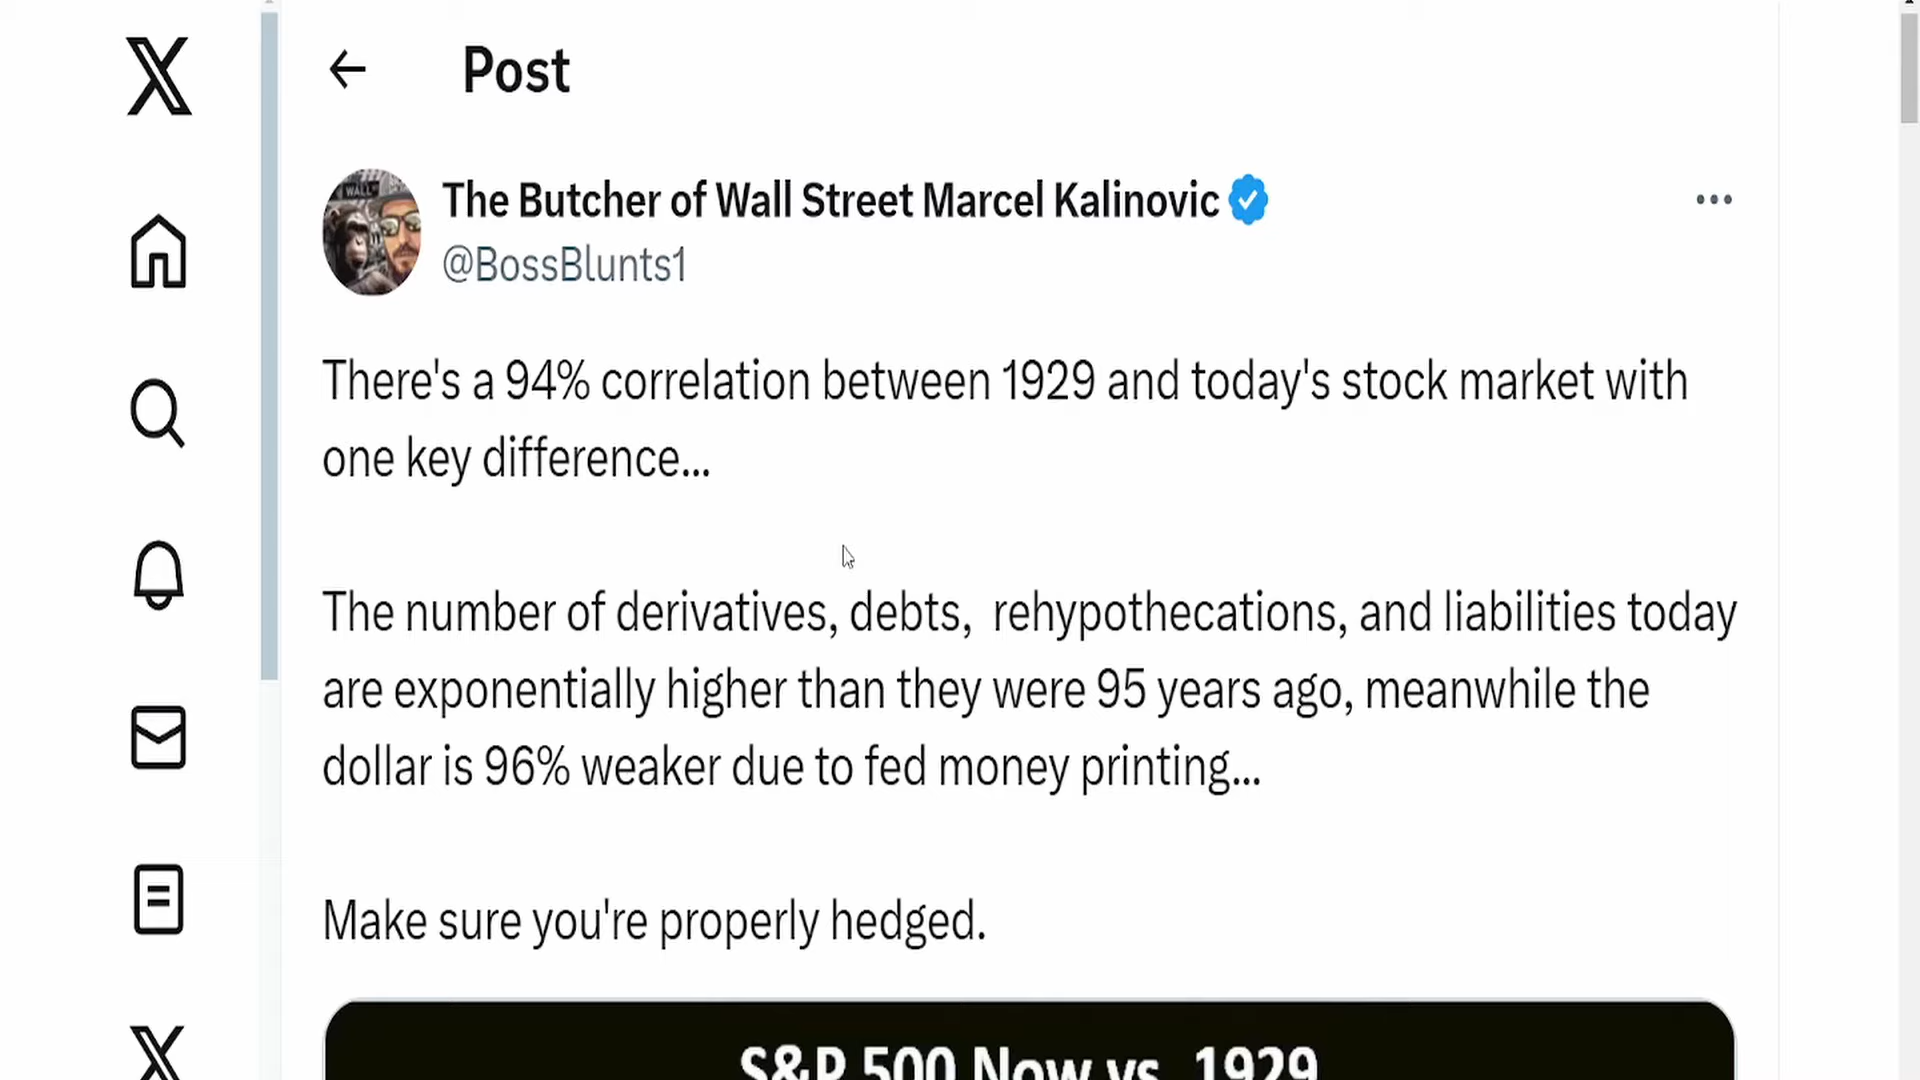 Post
The Butcher of Wall Street Marcel Kalinovic
@BossBlunts1
There's a 94% correlation between 1929 and today's stock market with
one key difference...
The number of derivatives, debts,  rehypothecations, and liabilities today
are exponentially higher than they were 95 years ago, meanwhile the
dollar is 96% weaker due to fed money printing...
Make sure you're properly hedged.
S&P 500 Now vs. 1929